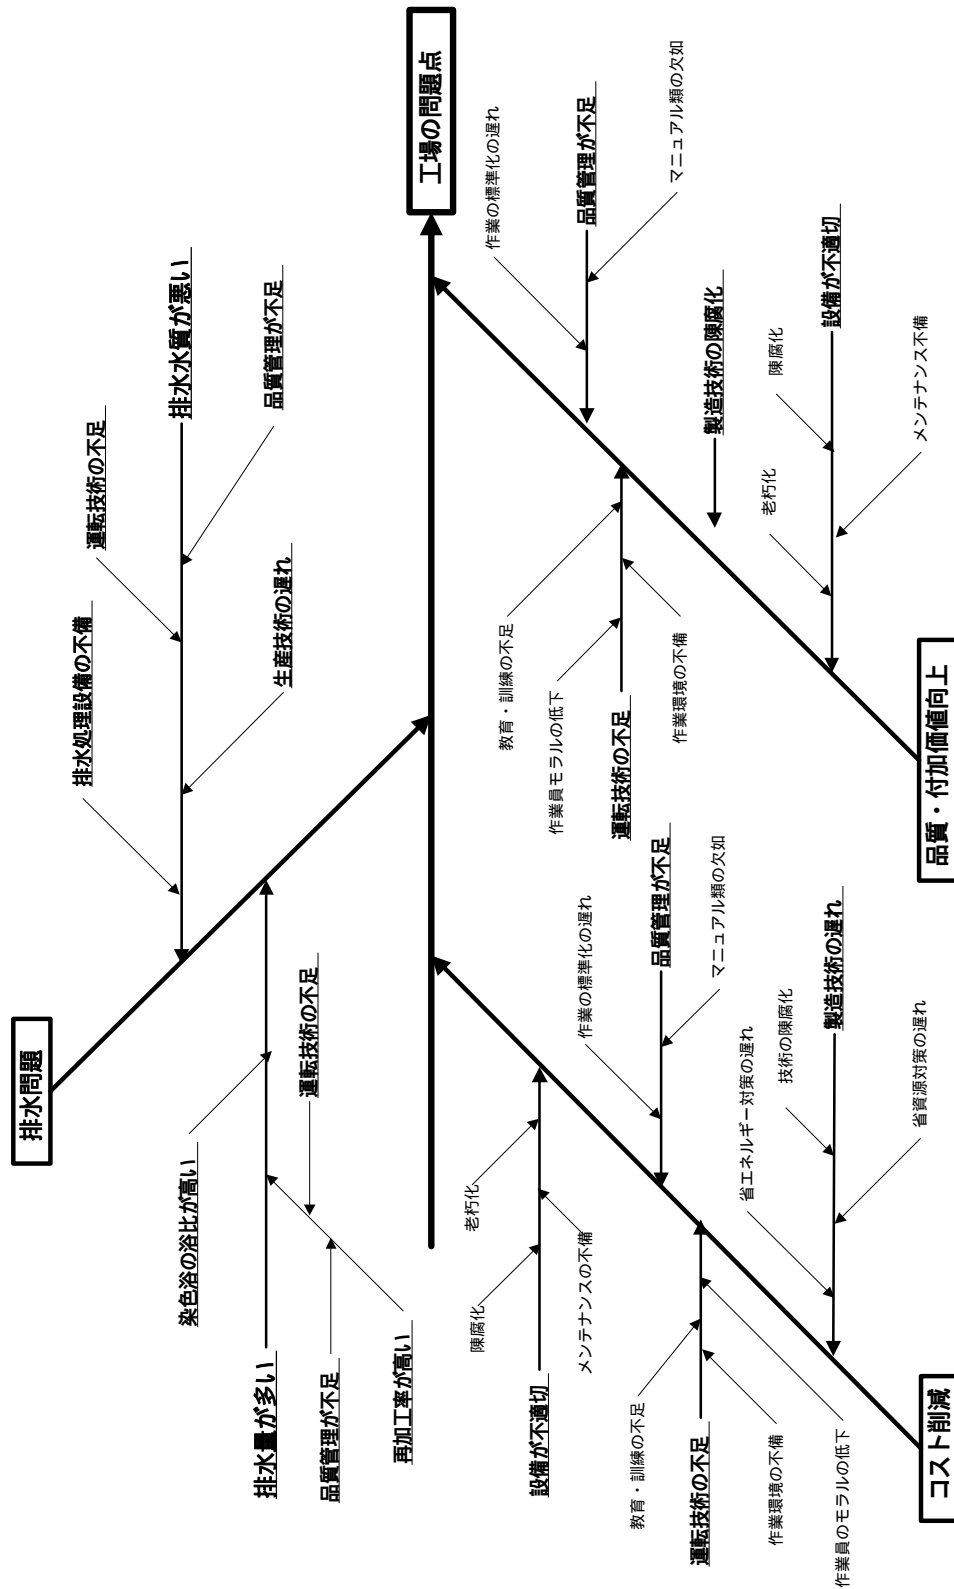 排水問題
排水処理設備の不備
運転技術の不足
排水水質が悪い
生産技術の遅れ
品質管理が不足
染色浴の浴比が高い
排水量が多い
運転技術の不足
品質管理が不足
再加工率が高い
工場の問題点
陳腐化
老朽化
設備が不適切
メンテナンスの不備
作業の標準化の遅れ
品質管理が不足
マニュアル類の欠如
教育・訓練の不足
運転技術の不足
作業環境の不備
作業員のモラルの低下
省エネルギー対策の遅れ
技術の陳腐化
製造技術の遅れ
省資源対策の遅れ
コスト削減
作業の標準化の遅れ
品質管理が不足
マニュアル類の欠如
教育・訓練の不足
作業員モラルの低下
運転技術の不足
作業環境の不備
製造技術の陳腐化
老朽化
陳腐化
設備が不適切
メンテナンス不備
品質・付加価値向上